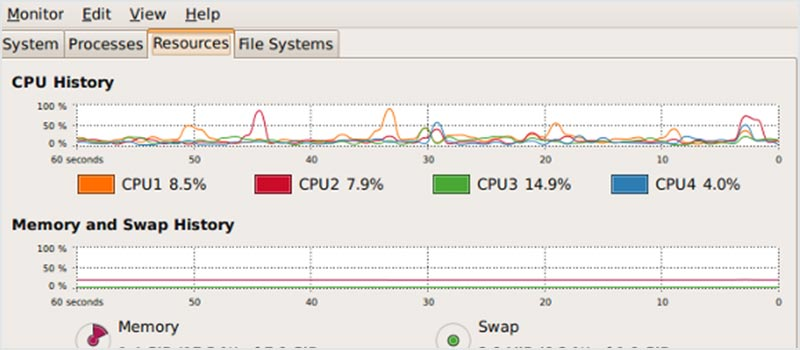 Monitor Edit View Help
System Processes Resources File Systems
CPU History
100 %
50 %
0 %
60 seconds 50 40 30 20 10 0
CPU1 8.5% CPU2 7.9% CPU3 14.9% CPU4 4.0%
Memory and Swap History
100 %
50 %
0 %
60 seconds 50 40 30 20 10 0
Memory Swap